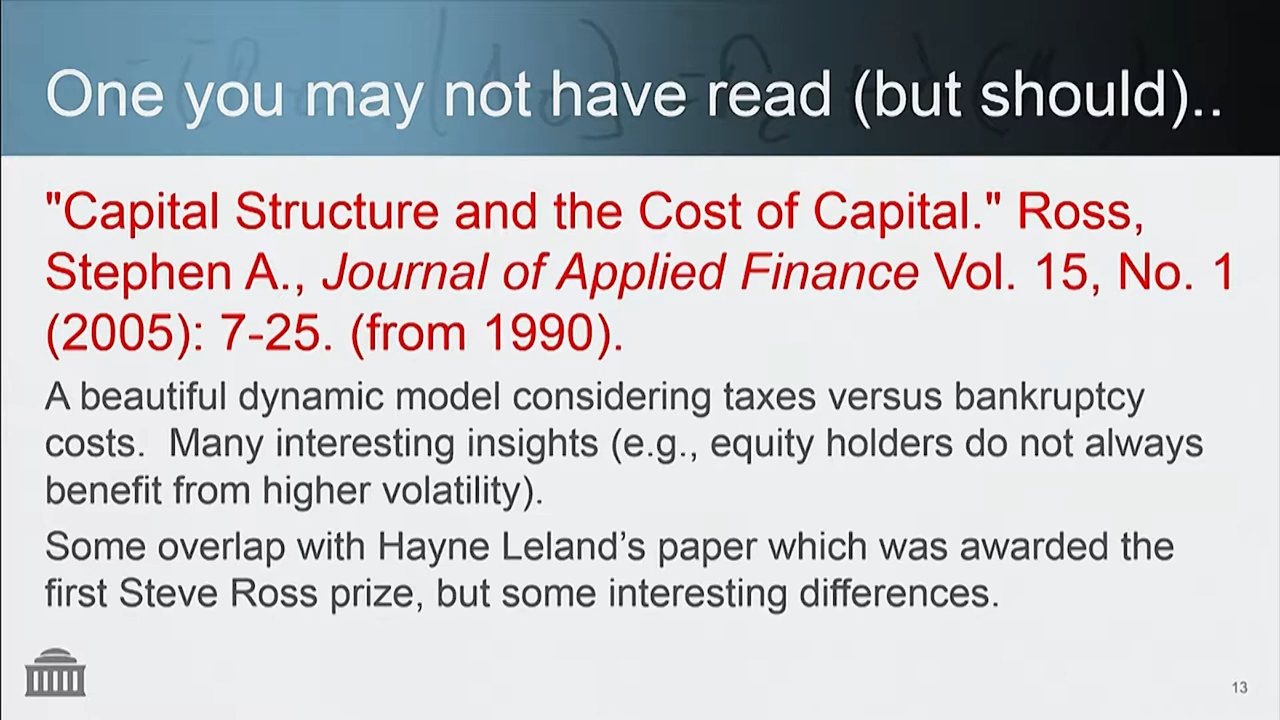 One you may not have read (but should)..
"Capital Structure and the Cost of Capital." Ross,
Stephen A., Journal of Applied Finance Vol. 15, No. 1
(2005): 7-25. (from 1990).
A beautiful dynamic model considering taxes versus bankruptcy
costs. Many interesting insights (e.g., equity holders do not always
benefit from higher volatility).
Some overlap with Hayne Leland’s paper which was awarded the
first Steve Ross prize, but some interesting differences.
13